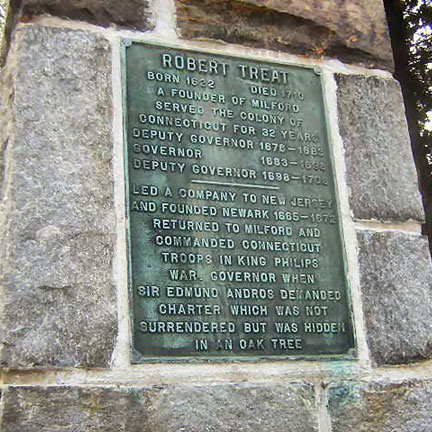 ROBERT TREAT
BORN 1622 DIED 1710
A FOUNDER OF MILFORD
SERVED THE COLONY OF
CONNECTICUT FOR 32 YEARS
DEPUTY GOVERNOR 1676–1683
GOVERNOR 1683–1698
DEPUTY GOVERNOR 1698–1708
LED A COMPANY TO NEW JERSEY
AND FOUNDED NEWARK 1665–1672
RETURNED TO MILFORD AND
COMMANDED CONNECTICUT
TROOPS IN KING PHILIPS
WAR. GOVERNOR WHEN
SIR EDMUND ANDROS DEMANDED
CHARTER WHICH WAS NOT
SURRENDERED BUT WAS HIDDEN
IN AN OAK TREE